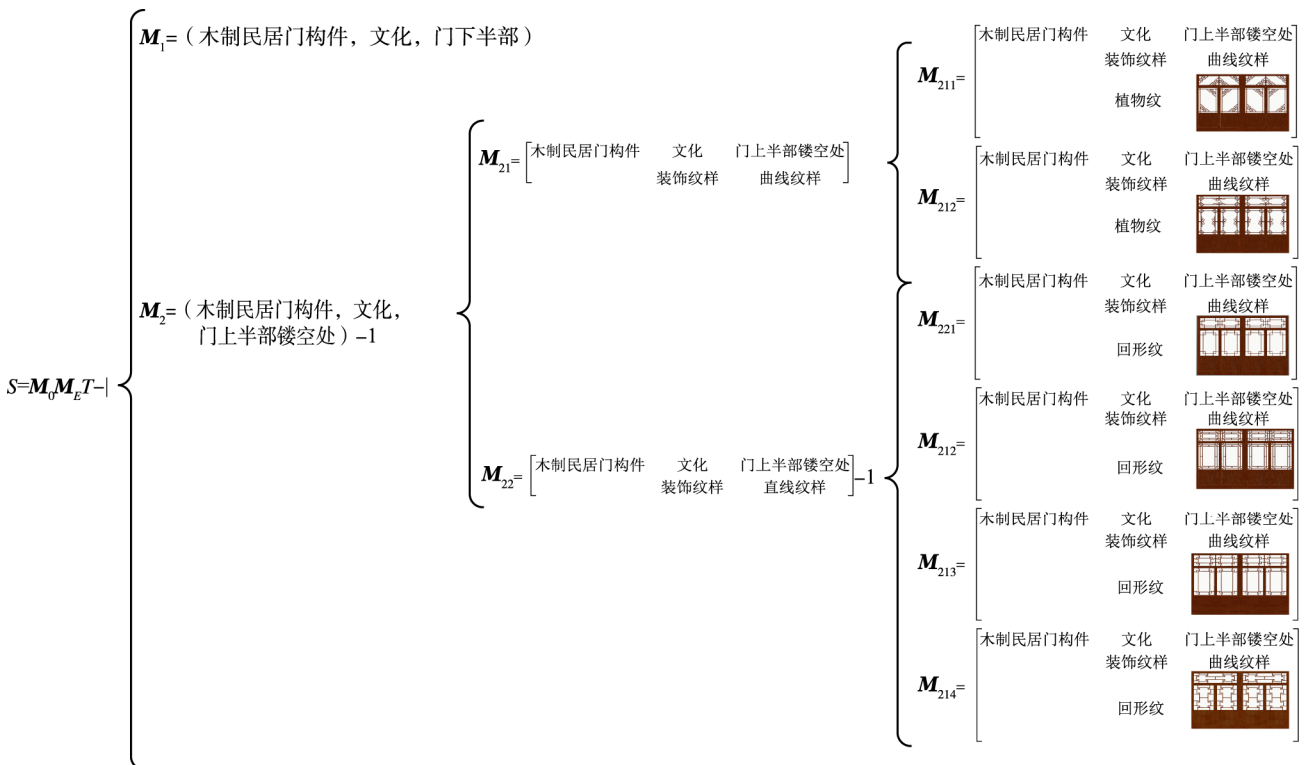 S=M₀M_E T-|
M₁=（木制民居门构件，文化，门下半部）
M₂=（木制民居门构件，文化，
门上半部镂空处）-1
M₂₁= 木制民居门构件 文化 门上半部镂空处
装饰纹样 曲线纹样
M₂₂= 木制民居门构件 文化 门上半部镂空处 -1
装饰纹样 直线纹样
M₂₁₁= 木制民居门构件 文化 门上半部镂空处
装饰纹样 曲线纹样
植物纹
M₂₁₂= 木制民居门构件 文化 门上半部镂空处
装饰纹样 曲线纹样
植物纹
M₂₂₁= 木制民居门构件 文化 门上半部镂空处
装饰纹样 曲线纹样
回形纹
M₂₁₂= 木制民居门构件 文化 门上半部镂空处
装饰纹样 曲线纹样
回形纹
M₂₁₃= 木制民居门构件 文化 门上半部镂空处
装饰纹样 曲线纹样
回形纹
M₂₁₄= 木制民居门构件 文化 门上半部镂空处
装饰纹样 曲线纹样
回形纹